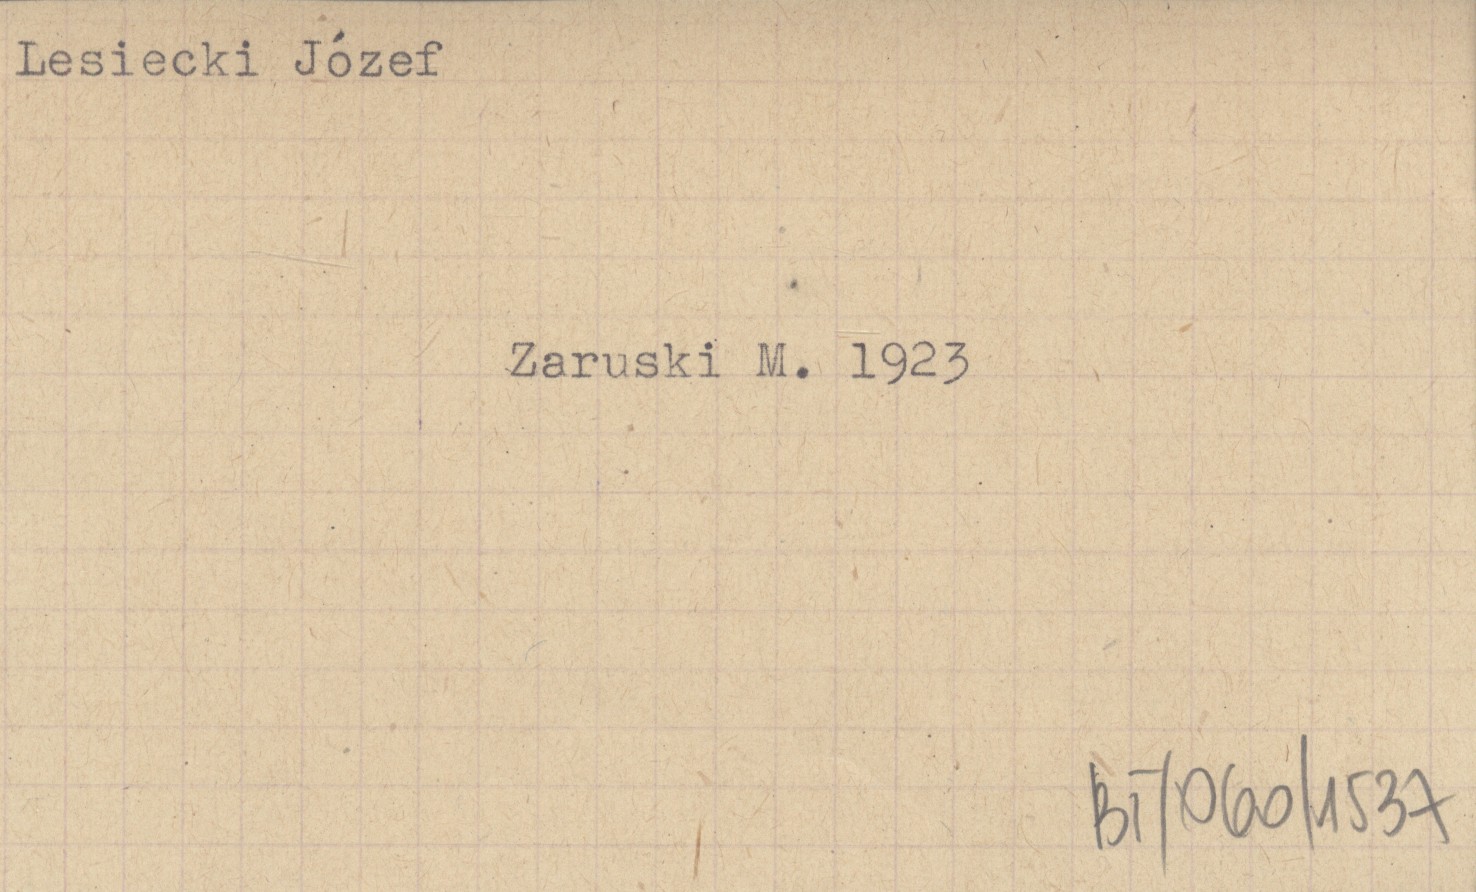 Lesiecki Józef
Zaruski M. 1923
BI/060/1537